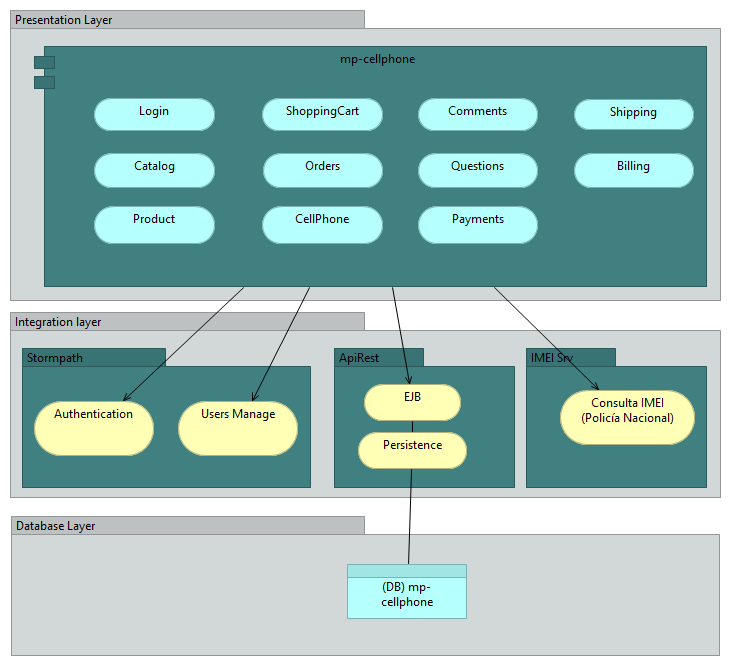 Presentation Layer
mp-cellphone
Login
ShoppingCart
Comments
Shipping
Catalog
Orders
Questions
Billing
Product
CellPhone
Payments
Integration layer
Stormpath
ApiRest
IMEI Srv
Authentication
Users Manage
EJB
Persistence
Consulta IMEI
(Policía Nacional)
Database Layer
(DB) mp-
cellphone